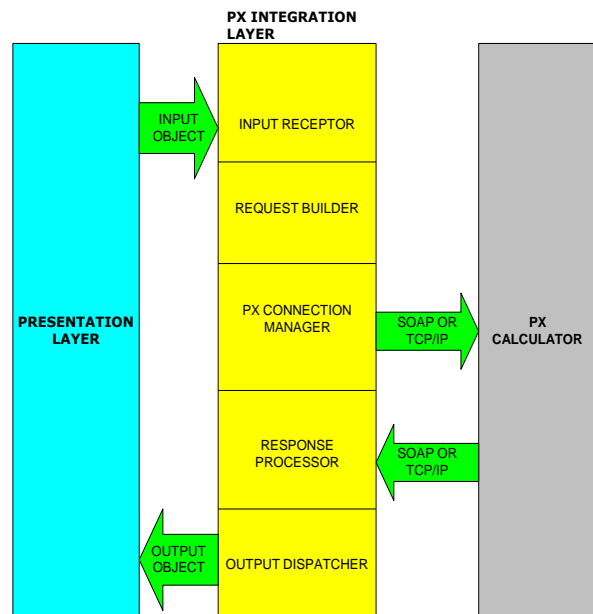 PX INTEGRATION
LAYER
INPUT
OBJECT
INPUT RECEPTOR
REQUEST BUILDER
PRESENTATION
LAYER
PX CONNECTION
MANAGER
SOAP OR
TCP/IP
PX
CALCULATOR
RESPONSE
PROCESSOR
SOAP OR
TCP/IP
OUTPUT
OBJECT
OUTPUT DISPATCHER